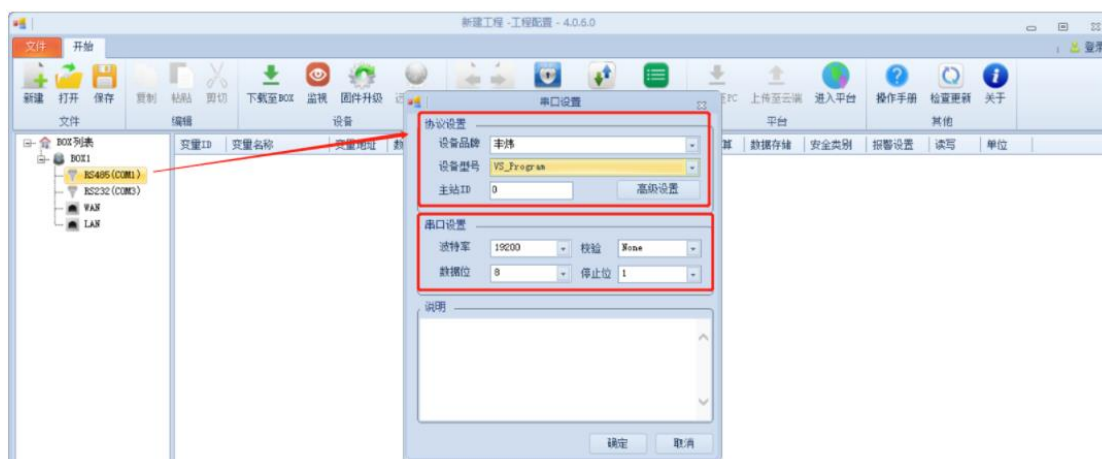 新建工程 -工程配置 - 4.0.6.0
文件 开始 登录
新建 打开 保存 复制 粘贴 剪切 下载至BOX 监视 固件升级 上传至云端 进入平台 操作手册 检查更新 关于
文件 编辑 设备 平台 其他
BOX列表
BOX1
RS485(COM1)
RS232(COM3)
WAN
LAN
变量ID 变量名称 变量地址 数据存储 安全类别 报警设置 读写 单位
串口设置
协议设置
设备品牌 丰炜
设备型号 VS_Program
主站ID 0 高级设置
串口设置
波特率 19200 校验 None
数据位 8 停止位 1
说明
确定 取消